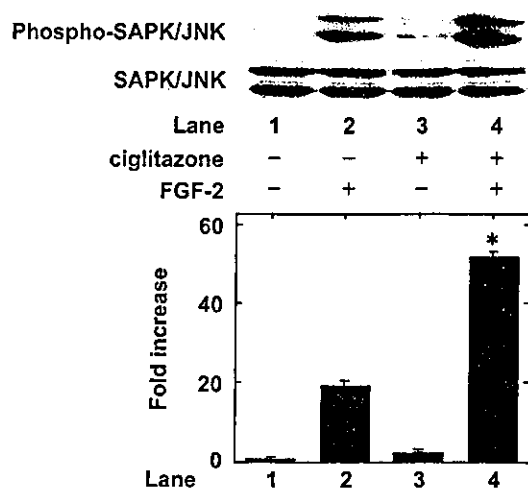 Phospho-SAPK/JNK
SAPK/JNK
Lane 1 2 3 4
ciglitazone – – + +
FGF-2 – + – +
60
40
20
0
Fold increase
*
Lane 1 2 3 4